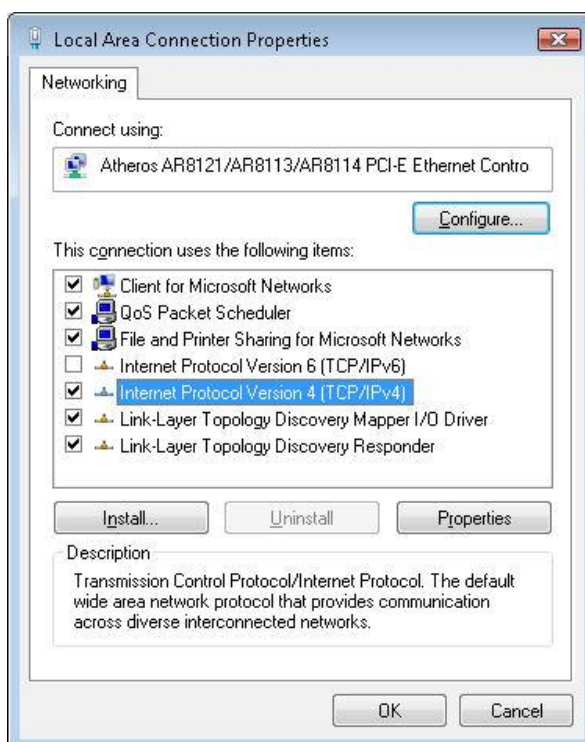 Local Area Connection Properties
Networking
Connect using:
Atheros AR8121/AR8113/AR8114 PCI-E Ethernet Contro
Configure...
This connection uses the following items:
Client for Microsoft Networks
QoS Packet Scheduler
File and Printer Sharing for Microsoft Networks
Internet Protocol Version 6 (TCP/IPv6)
Internet Protocol Version 4 (TCP/IPv4)
Link-Layer Topology Discovery Mapper I/O Driver
Link-Layer Topology Discovery Responder
Install... Uninstall Properties
Description
Transmission Control Protocol/Internet Protocol. The default
wide area network protocol that provides communication
across diverse interconnected networks.
OK Cancel